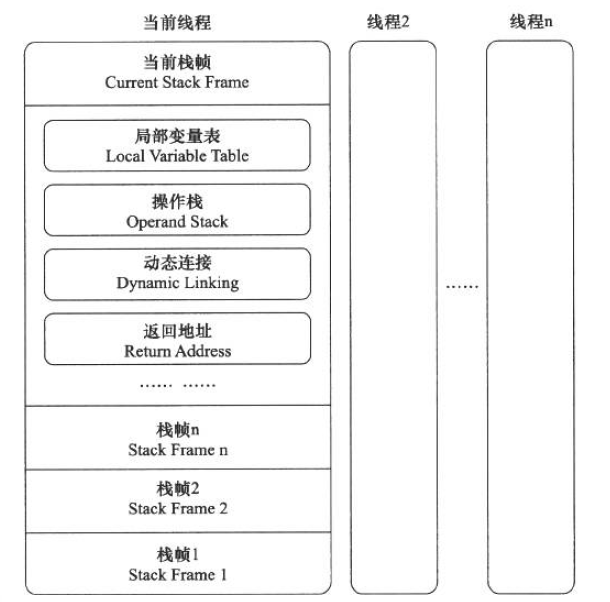 当前线程
线程2
线程n
当前栈帧
Current Stack Frame
局部变量表
Local Variable Table
操作栈
Operand Stack
动态连接
Dynamic Linking
……
返回地址
Return Address
…… ……
栈帧n
Stack Frame n
栈帧2
Stack Frame 2
栈帧1
Stack Frame 1